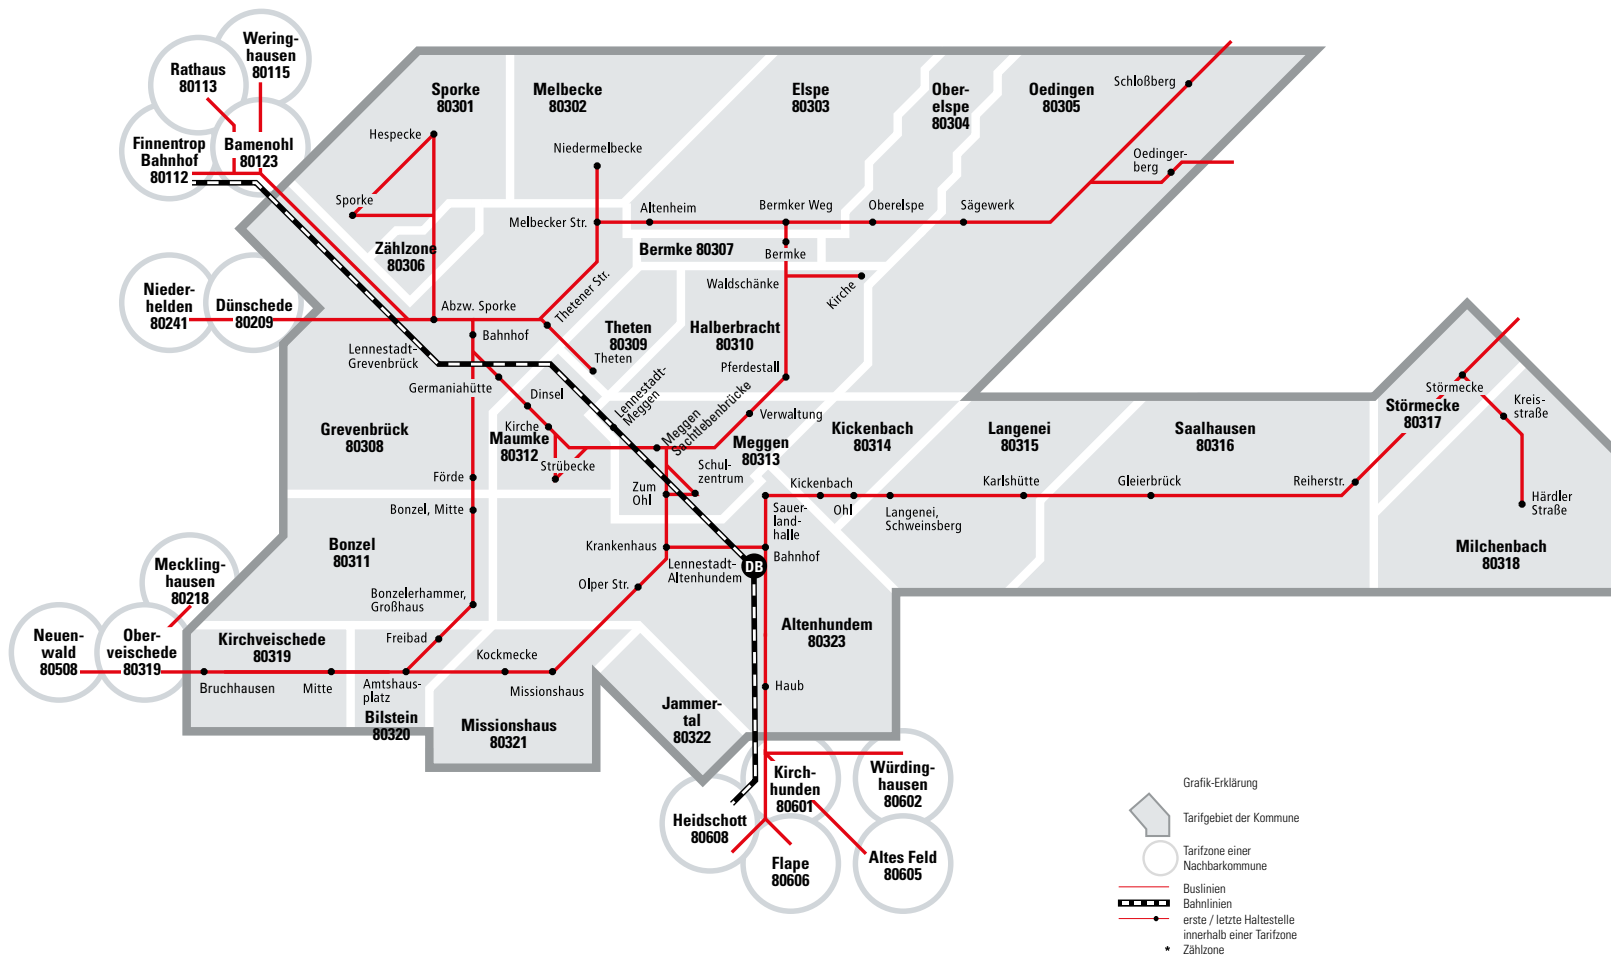 Wering-
hausen
80115
Rathaus
80113
Finnentrop
Bahnhof
80112
Bamenohl
80123
Sporke
80301
Melbecke
80302
Elspe
80303
Ober-
elspe
80304
Oedingen
80305
Schloßberg
Hespecke
Niedermelbecke
Oedinger-
berg
Sporke
Melbecker Str.
Altenheim
Bermker Weg
Oberelspe
Sägewerk
Zählzone
80306
Bermke 80307
Bermke
Waldschänke
Kirche
Thetener Str.
Nieder-
helden
80241
Dünschede
80209
Abzw. Sporke
Bahnhof
Lennestadt-
Grevenbrück
Theten
80309
Theten
Halberbracht
80310
Pferdestall
Germaniahütte
Dinsel
Kirche
Lennestadt-
Meggen
Meggen
Sachtlebenbrücke
Verwaltung
Grevenbrück
80308
Maumke
80312
Strübecke
Meggen
80313
Schul-
zentrum
Zum
Ohl
Kickenbach
80314
Langenei
80315
Saalhausen
80316
Störmecke
80317
Störmecke
Kreis-
straße
Förde
Bonzel, Mitte
Kickenbach
Ohl
Langenei,
Schweinsberg
Karlshütte
Gleierbrück
Reiherstr.
Härdler
Straße
Milchenbach
80318
Sauer-
land-
halle
Bahnhof
Krankenhaus
Lennestadt-
Altenhundem
DB
Olper Str.
Bonzel
80311
Meckling-
hausen
80218
Bonzelerhammer,
Großhaus
Neuen-
wald
80508
Ober-
veischede
80319
Kirchveischede
80319
Freibad
Kockmecke
Altenhundem
80323
Bruchhausen
Mitte
Amtshaus-
platz
Missionshaus
Haub
Bilstein
80320
Missionshaus
80321
Jammer-
tal
80322
Heidschott
80608
Kirch-
hunden
80601
Würding-
hausen
80602
Flape
80606
Altes Feld
80605
Grafik-Erklärung
Tarifgebiet der Kommune
Tarifzone einer
Nachbarkommune
Buslinien
Bahnlinien
erste / letzte Haltestelle
innerhalb einer Tarifzone
* Zählzone